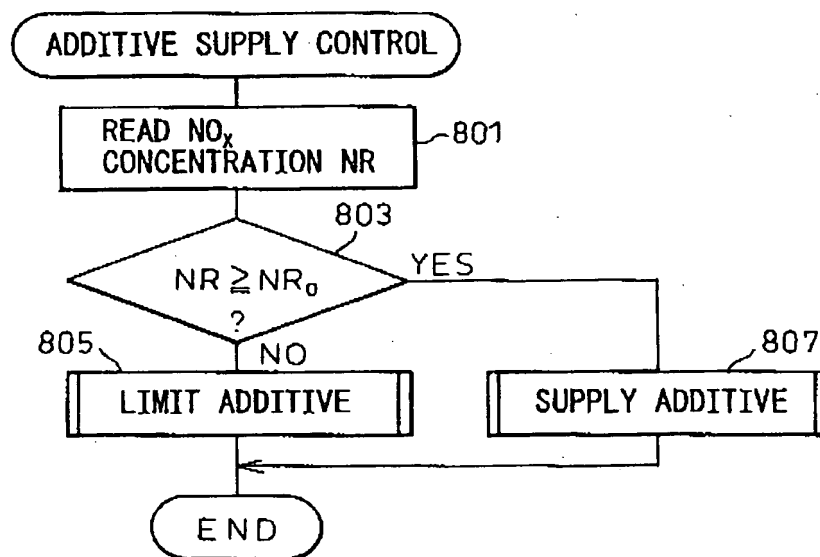 ADDITIVE SUPPLY CONTROL
READ NOx
CONCENTRATION NR
801
803
NR ≧ NR₀
?
YES
NO
805
LIMIT ADDITIVE
807
SUPPLY ADDITIVE
END